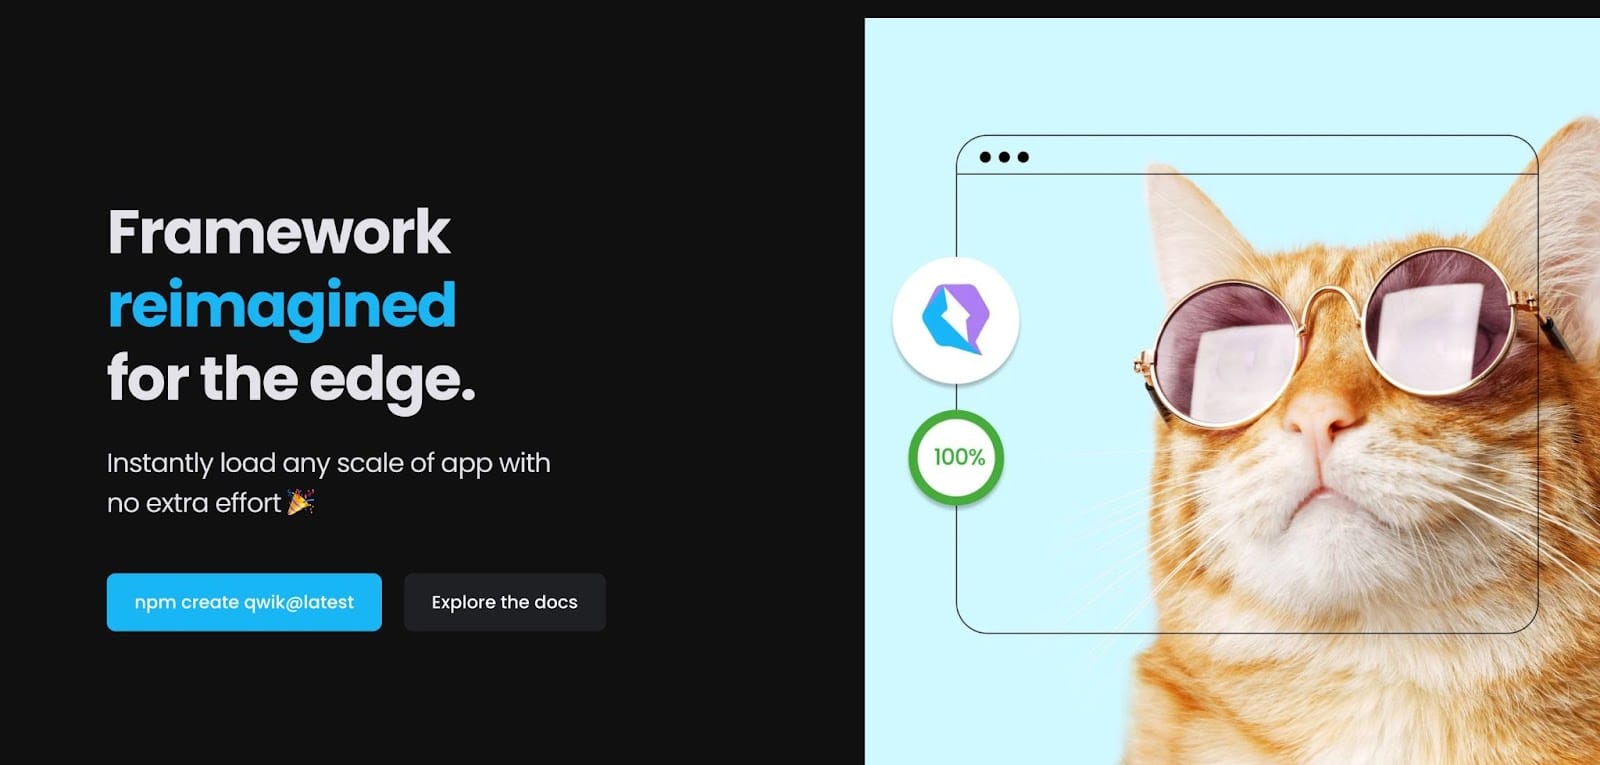 Framework
reimagined
for the edge.
Instantly load any scale of app with
no extra effort 🎉
npm create qwik@latest
Explore the docs
100%